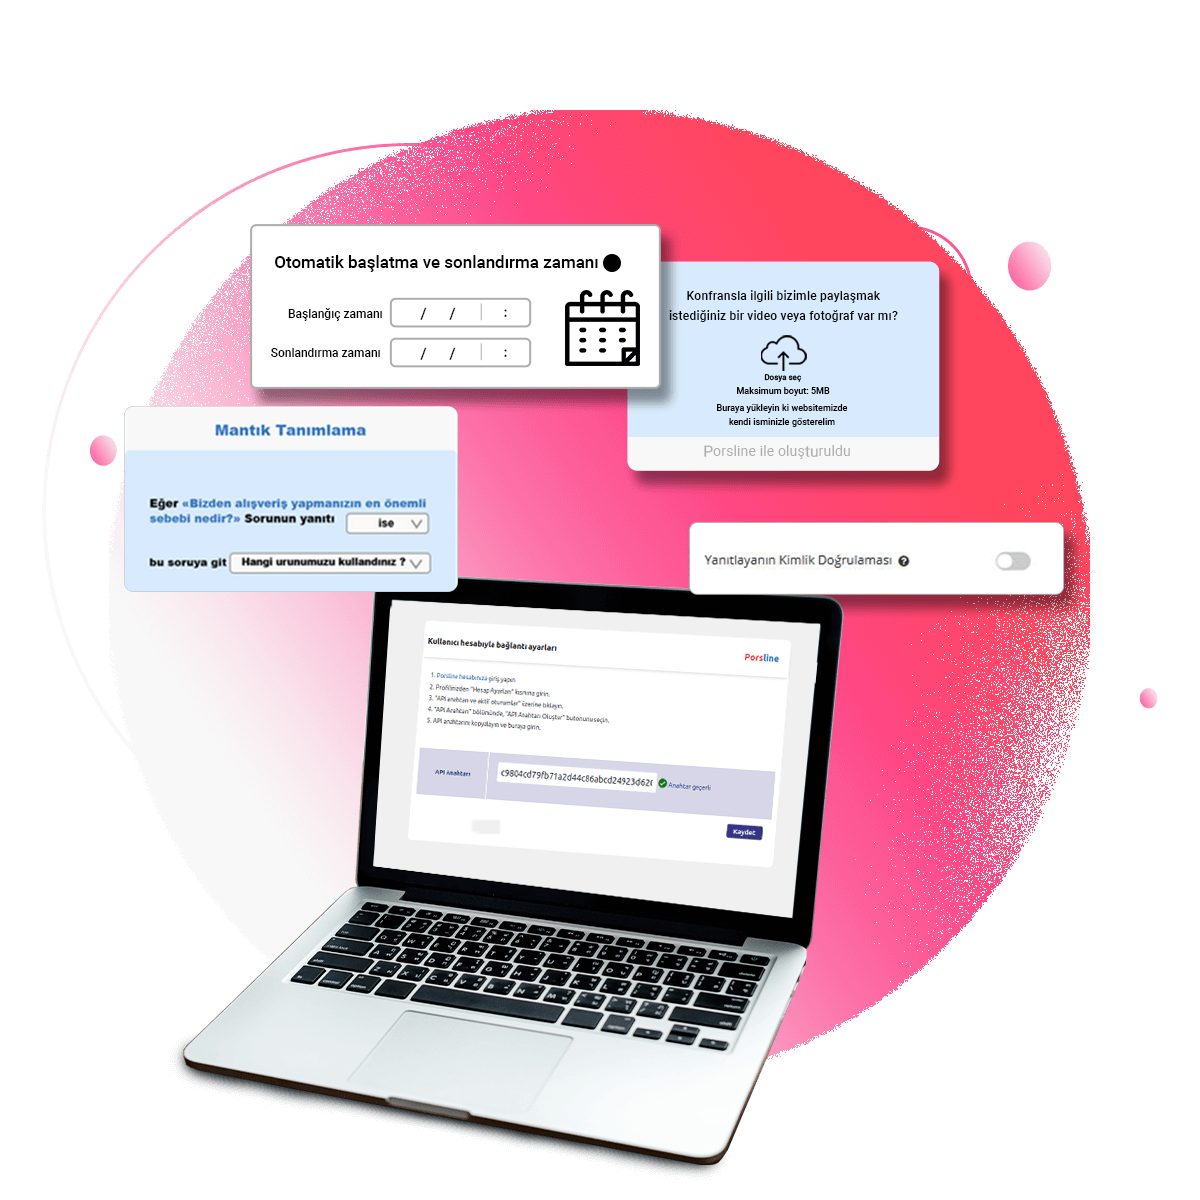 Otomatik başlatma ve sonlandırma zamanı
Başlanğıç zamanı / / :
Sonlandırma zamanı / / :
Konfransla ilgili bizimle paylaşmak
istediğiniz bir video veya fotoğraf var mı?
Dosya seç
Maksimum boyut: 5MB
Buraya yükleyin ki websitemizde
kendi isminizle gösterelim
Porsline ile oluşturuldu
Mantık Tanımlama
Eğer «Bizden alışveriş yapmanızın en önemli
sebebi nedir?» Sorunun yanıtı ise
bu soruya git Hangi urunumuzu kullandınız ?
Yanıtlayanın Kimlik Doğrulaması ?
Kullanıcı hesabıyla bağlantı ayarları
Porsline
1. Porsline hesabınıza giriş yapın
2. Profilinizden "Hesap Ayarları" kısmına girin.
3. "API anahtarı ve aktif oturumlar" üzerine tıklayın.
4. "API Anahtarı" bölümünde, "API Anahtarı Oluştur" butonunu seçin.
5. API anahtarını kopyalayın ve buraya girin.
API Anahtarı c9804cd79fb71a2d44c86abcd24923d62 Anahtar geçerli
Kaydet